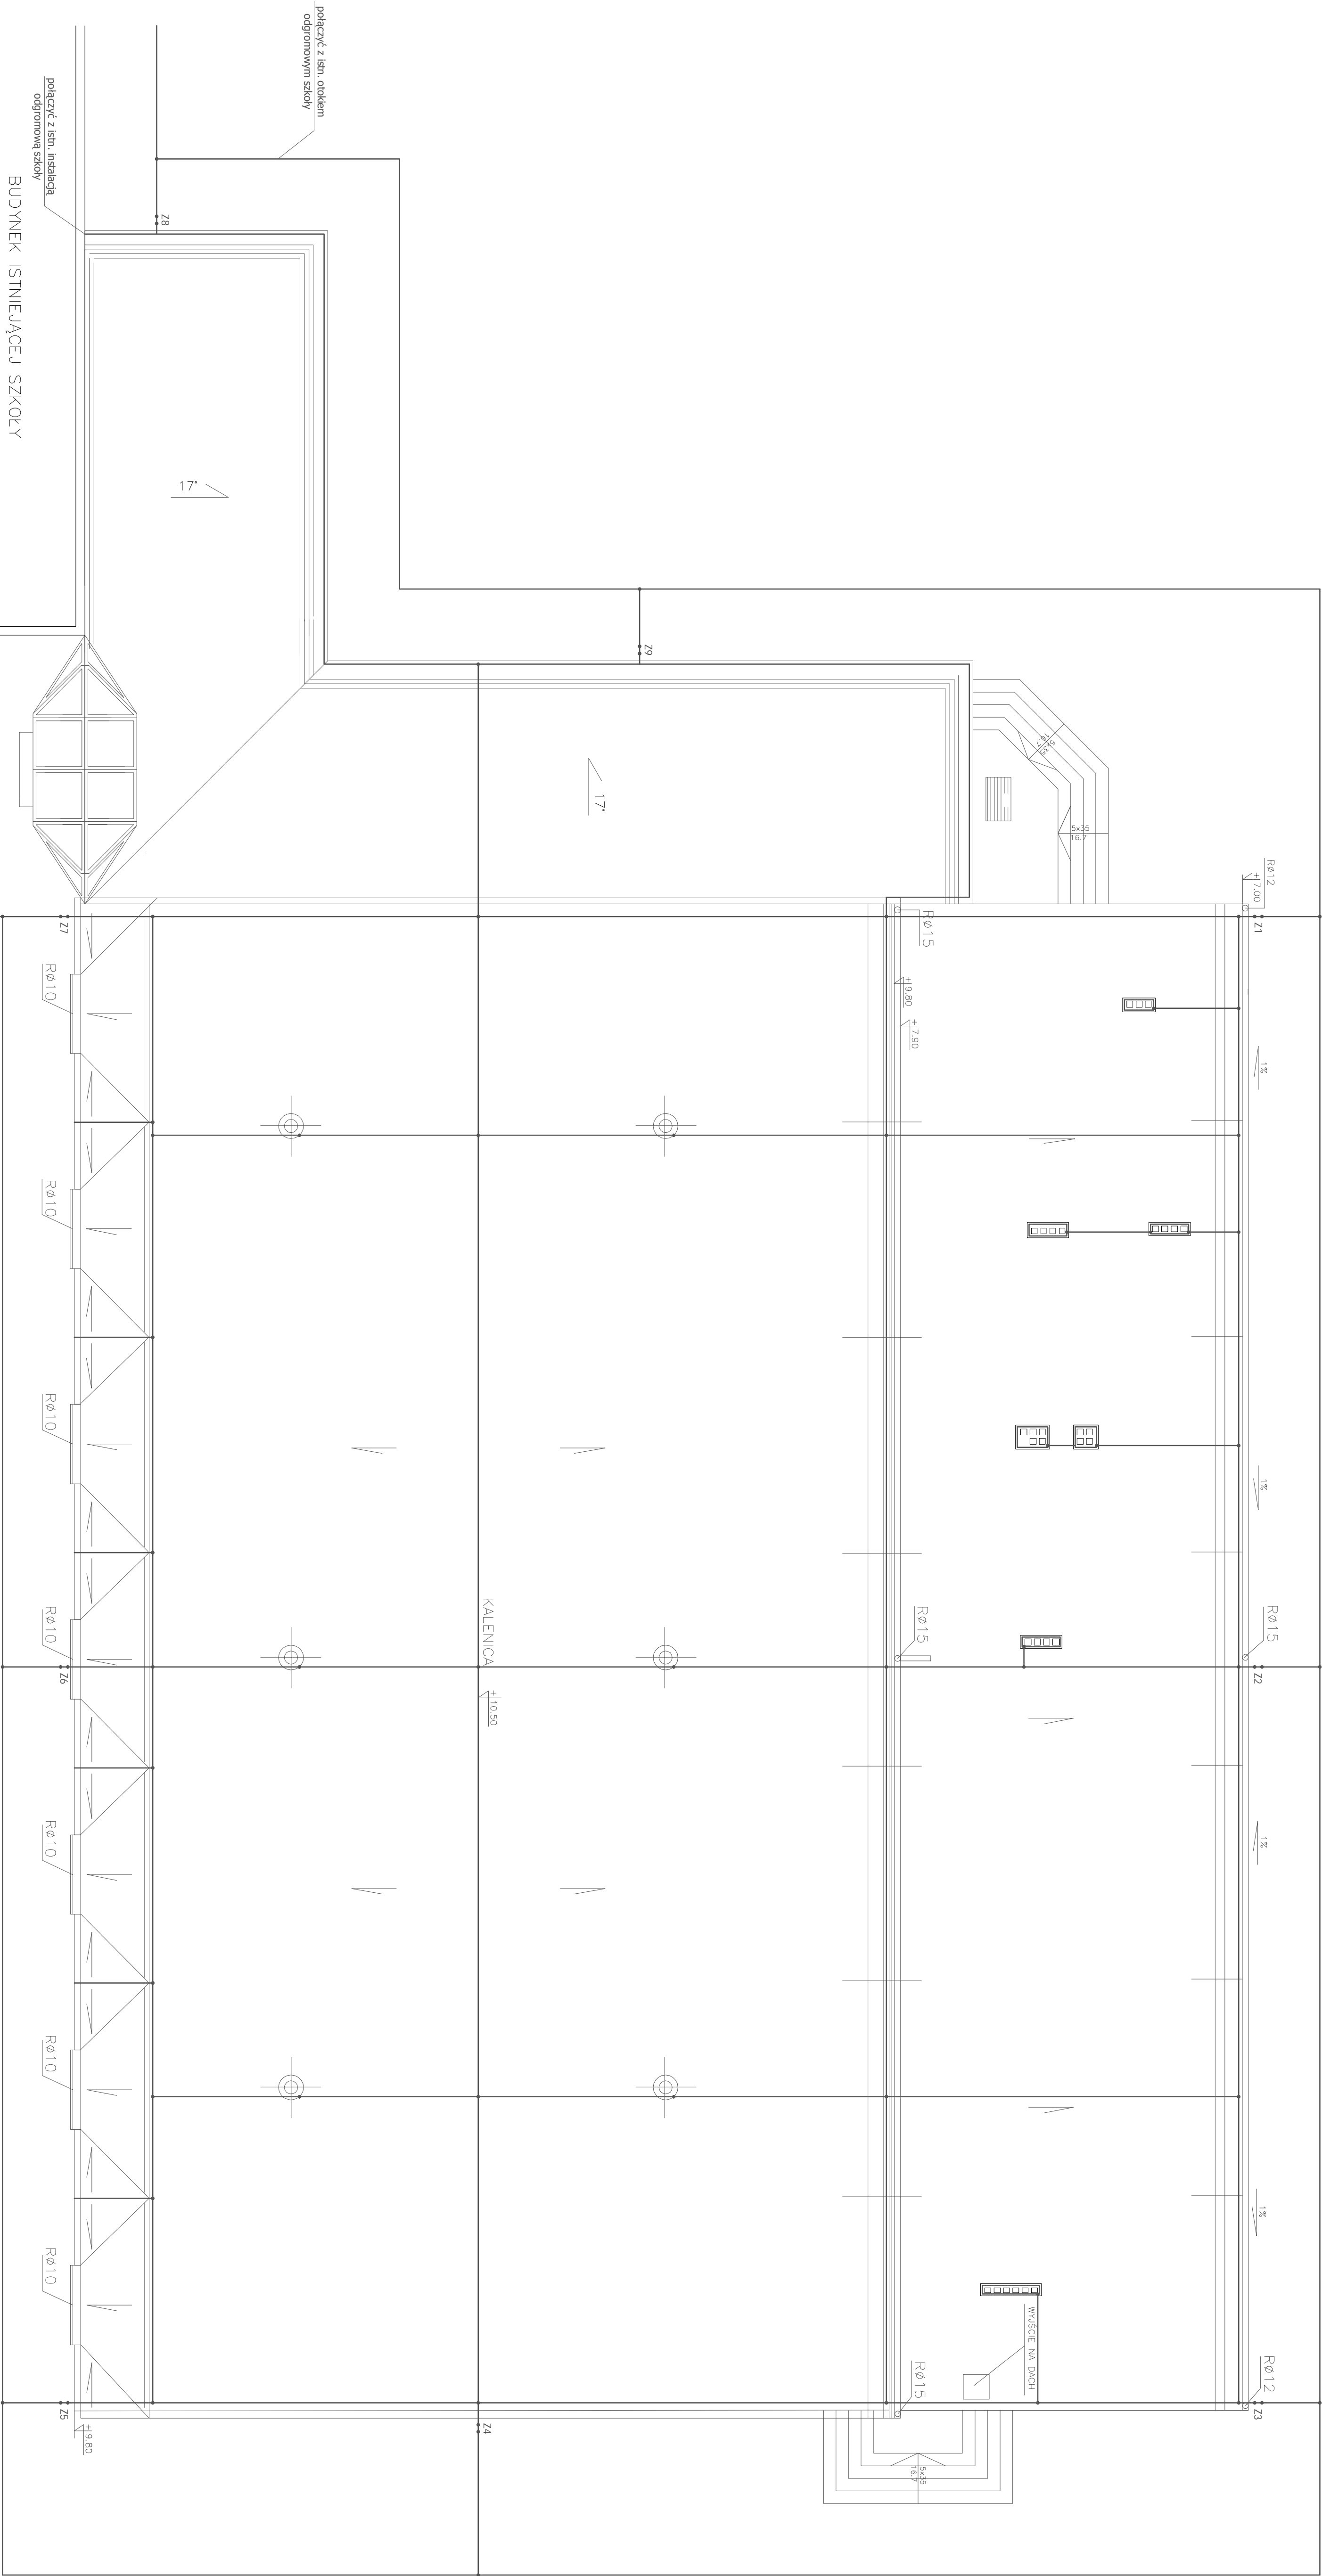 połączyć z istn. otokiem
odgromowym szkoły
połączyć z istn. instalacją
odgromową szkoły
BUDYNEK ISTNIEJĄCEJ SZKOŁY
Z8
17°
Z9
17°
5x35
16.7
5x35
16.7
RØ12
+7.00
Z1
RØ15
+9.80
+7.90
1%
Z7
RØ10
RØ10
RØ10
1%
RØ10
Z6
KALENICA
+10.50
RØ15
RØ15
Z2
1%
RØ10
RØ10
1%
RØ10
WYJŚCIE NA DACH
RØ15
RØ12
Z3
Z4
Z5
+9.80
5x35
16.7